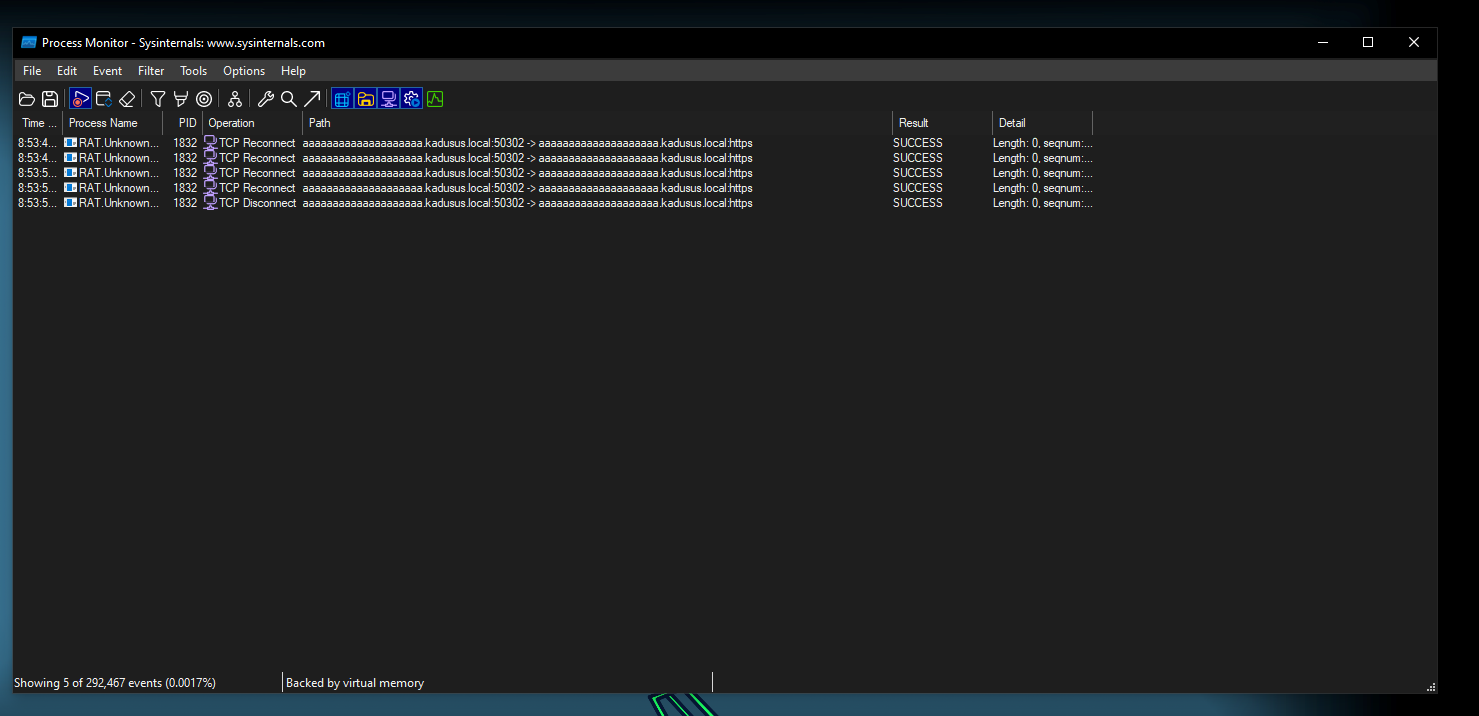 Process Monitor - Sysinternals: www.sysinternals.com
File Edit Event Filter Tools Options Help
Time ... Process Name PID Operation Path Result Detail
8:53:4... RAT.Unknown... 1832 TCP Reconnect aaaaaaaaaaaaaaaaaaaa.kadusus.local:50302 -> aaaaaaaaaaaaaaaaaaaa.kadusus.local:https SUCCESS Length: 0, seqnum:...
8:53:4... RAT.Unknown... 1832 TCP Reconnect aaaaaaaaaaaaaaaaaaaa.kadusus.local:50302 -> aaaaaaaaaaaaaaaaaaaa.kadusus.local:https SUCCESS Length: 0, seqnum:...
8:53:5... RAT.Unknown... 1832 TCP Reconnect aaaaaaaaaaaaaaaaaaaa.kadusus.local:50302 -> aaaaaaaaaaaaaaaaaaaa.kadusus.local:https SUCCESS Length: 0, seqnum:...
8:53:5... RAT.Unknown... 1832 TCP Reconnect aaaaaaaaaaaaaaaaaaaa.kadusus.local:50302 -> aaaaaaaaaaaaaaaaaaaa.kadusus.local:https SUCCESS Length: 0, seqnum:...
8:53:5... RAT.Unknown... 1832 TCP Disconnect aaaaaaaaaaaaaaaaaaaa.kadusus.local:50302 -> aaaaaaaaaaaaaaaaaaaa.kadusus.local:https SUCCESS Length: 0, seqnum:...
Showing 5 of 292,467 events (0.0017%) Backed by virtual memory